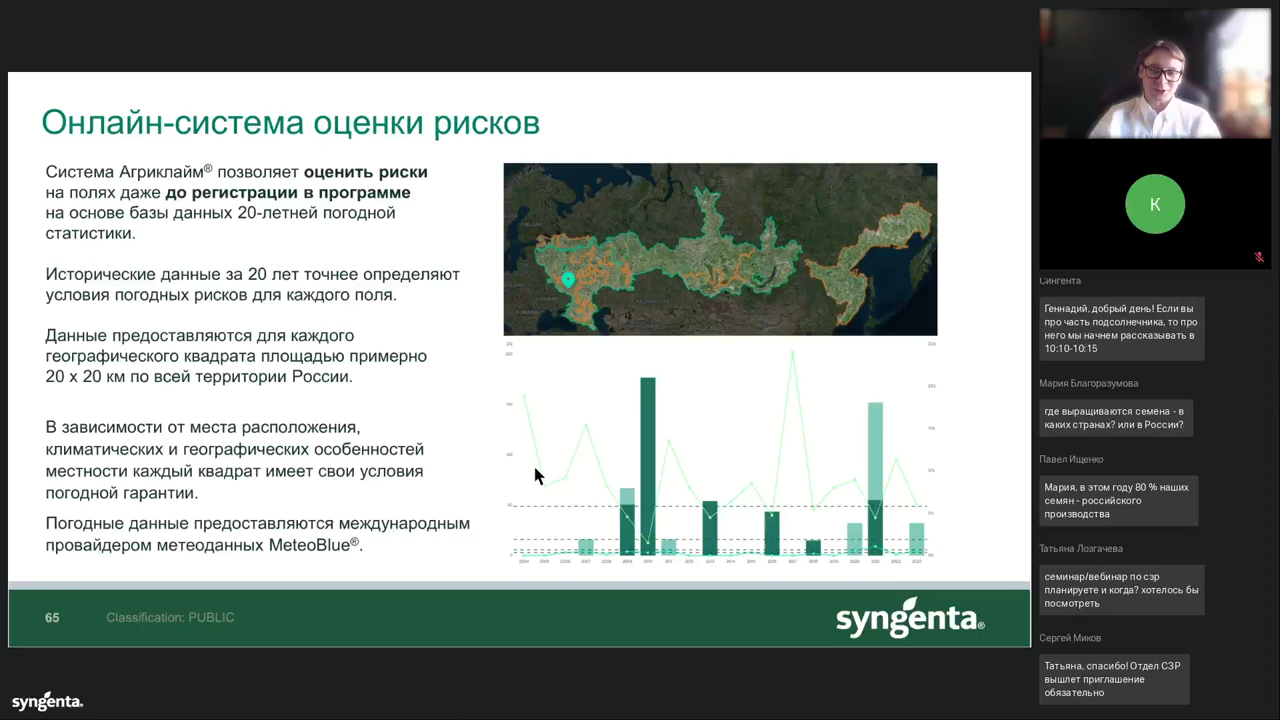 Онлайн-система оценки рисков
Система Агриклайм® позволяет оценить риски
на полях даже до регистрации в программе
на основе базы данных 20-летней погодной
статистики.
Исторические данные за 20 лет точнее определяют
условия погодных рисков для каждого поля.
Данные предоставляются для каждого
географического квадрата площадью примерно
20 х 20 км по всей территории России.
В зависимости от места расположения,
климатических и географических особенностей
местности каждый квадрат имеет свои условия
погодной гарантии.
Погодные данные предоставляются международным
провайдером метеоданных MeteoBlue®.
65
Classification: PUBLIC
syngenta®
syngenta.
К
Сингента
Геннадий, добрый день! Если вы
про часть подсолнечника, то про
него мы начнем рассказывать в
10:10-10:15
Мария Благоразумова
где выращиваются семена - в
каких странах? или в России?
Павел Ищенко
Мария, в этом году 80 % наших
семян - российского
производства
Татьяна Лозгачева
семинар/вебинар по сзр
планируете и когда? хотелось бы
посмотреть
Сергей Миков
Татьяна, спасибо! Отдел СЗР
вышлет приглашение
обязательно